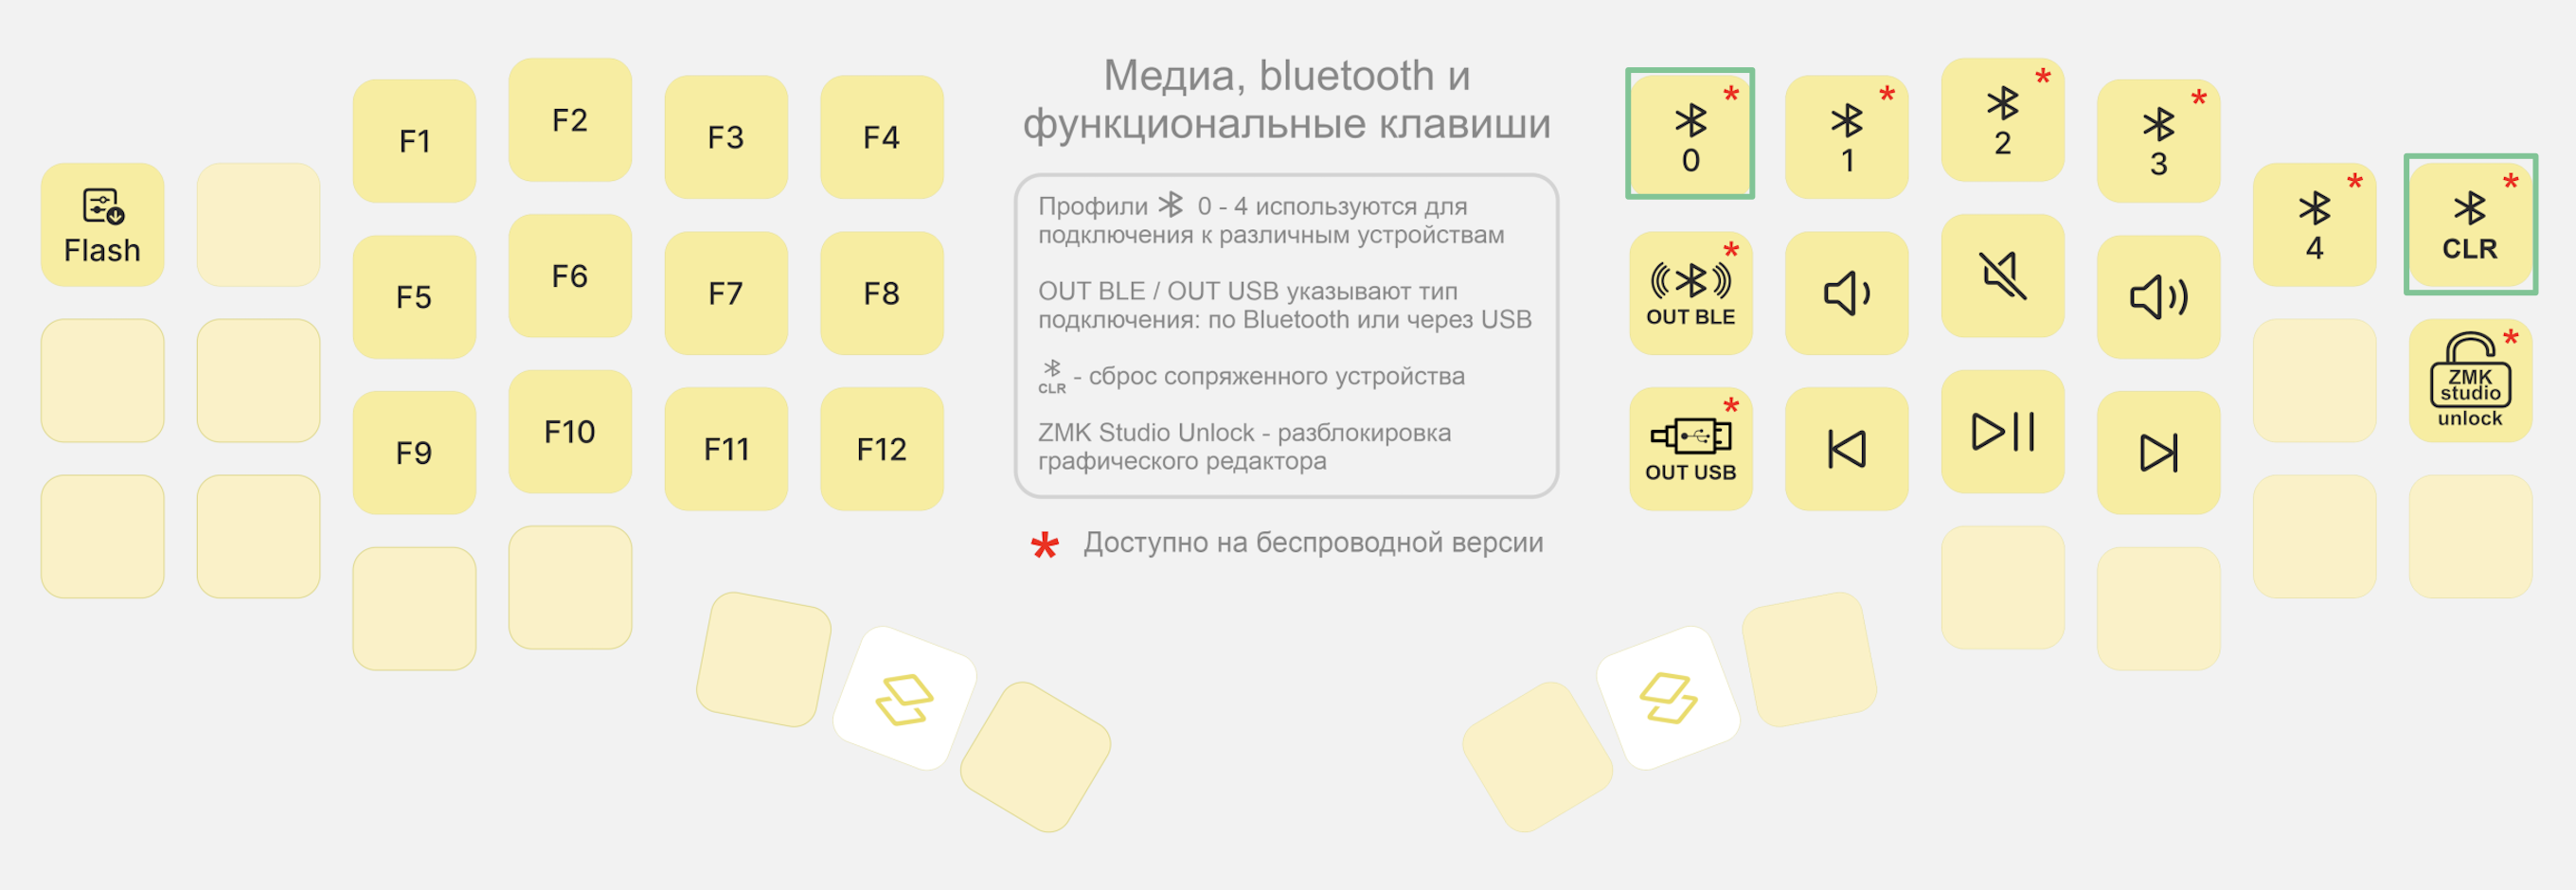 Медиа, bluetooth и
функциональные клавиши
Flash
F1
F2
F3
F4
F5
F6
F7
F8
F9
F10
F11
F12
Профили 0 - 4 используются для
подключения к различным устройствам
OUT BLE / OUT USB указывают тип
подключения: по Bluetooth или через USB
CLR - сброс сопряженного устройства
ZMK Studio Unlock - разблокировка
графического редактора
* Доступно на беспроводной версии
0 *
1 *
2 *
3 *
4 *
CLR *
OUT BLE *
OUT USB *
ZMK *
studio
unlock